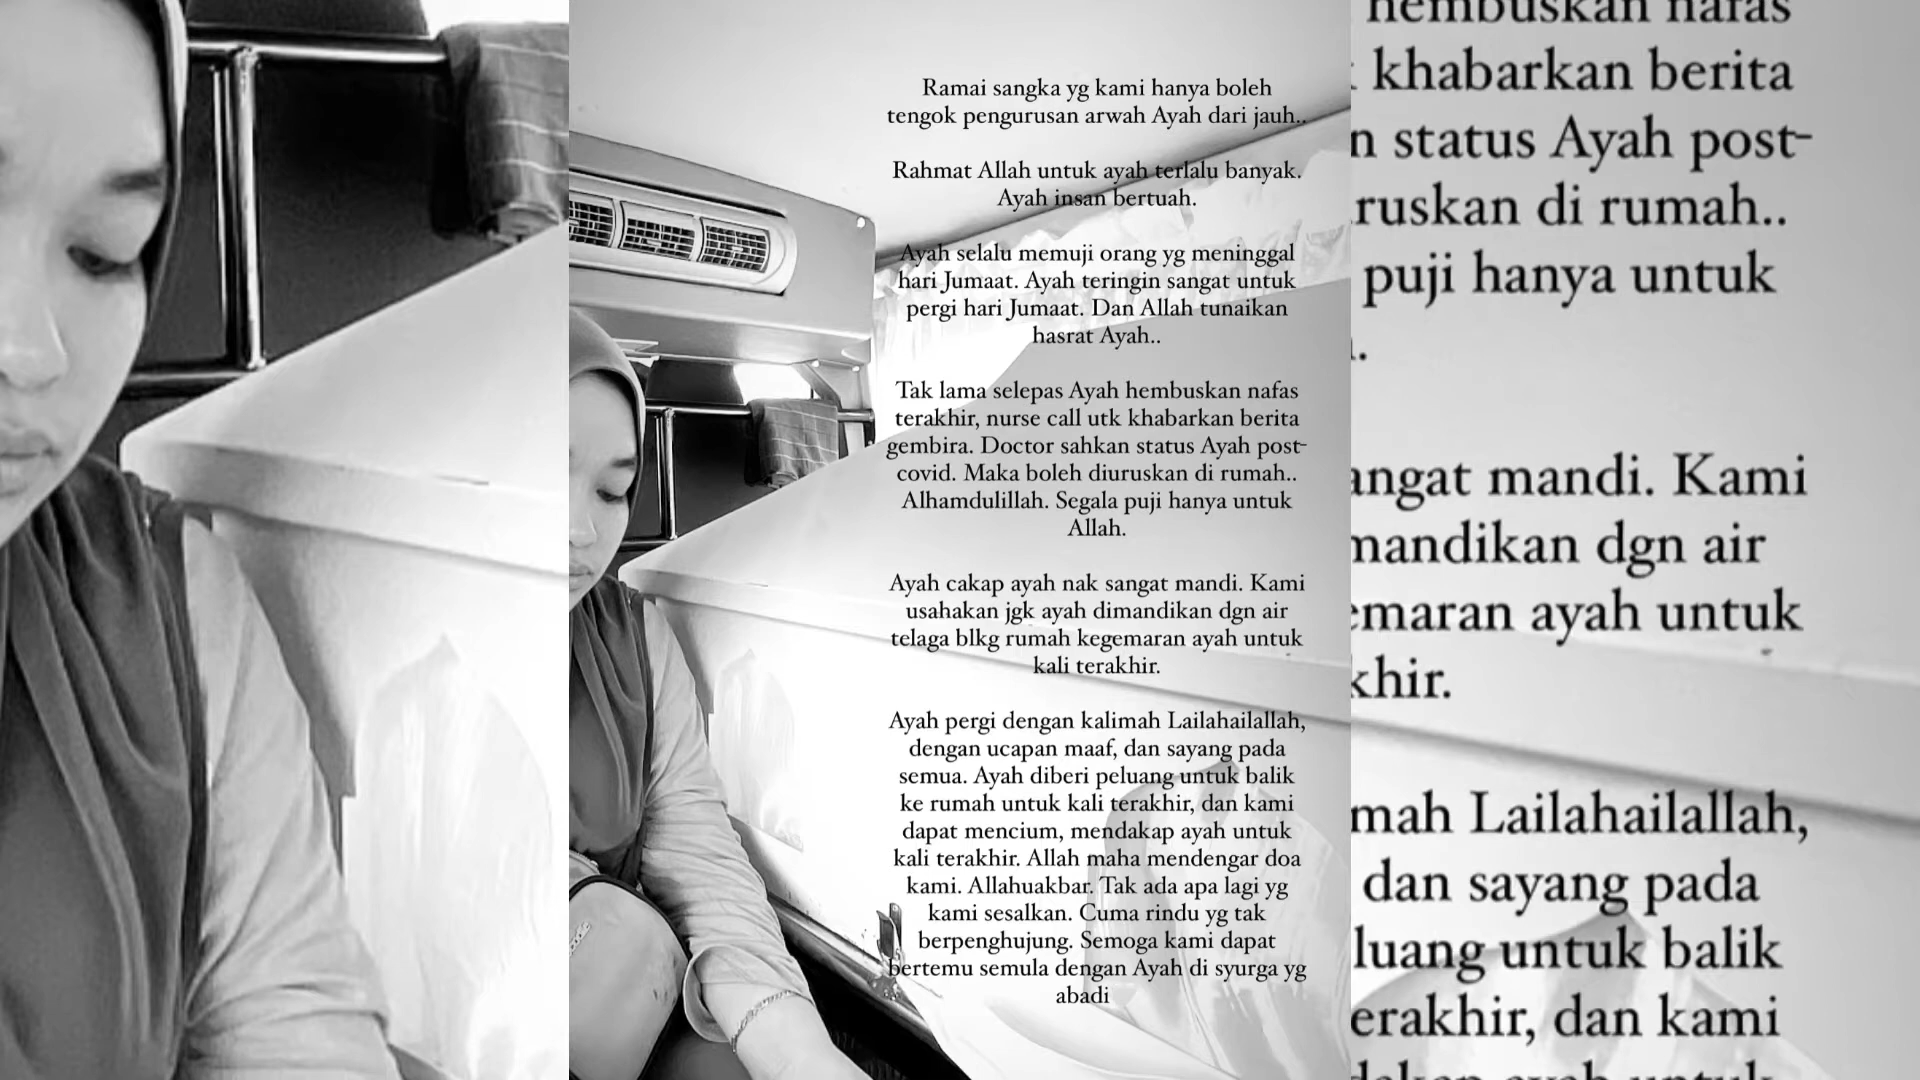 Ramai sangka yg kami hanya boleh
tengok pengurusan arwah Ayah dari jauh..
Rahmat Allah untuk ayah terlalu banyak.
Ayah insan bertuah.
Ayah selalu memuji orang yg meninggal
hari Jumaat. Ayah teringin sangat untuk
pergi hari Jumaat. Dan Allah tunaikan
hasrat Ayah..
Tak lama selepas Ayah hembuskan nafas
terakhir, nurse call utk khabarkan berita
gembira. Doctor sahkan status Ayah post-
covid. Maka boleh diuruskan di rumah..
Alhamdulillah. Segala puji hanya untuk
Allah.
Ayah cakap ayah nak sangat mandi. Kami
usahakan jgk ayah dimandikan dgn air
telaga blkg rumah kegemaran ayah untuk
kali terakhir.
Ayah pergi dengan kalimah Lailahailallah,
dengan ucapan maaf, dan sayang pada
semua. Ayah diberi peluang untuk balik
ke rumah untuk kali terakhir, dan kami
dapat mencium, mendakap ayah untuk
kali terakhir. Allah maha mendengar doa
kami. Allahuakbar. Tak ada apa lagi yg
kami sesalkan. Cuma rindu yg tak
berpenghujung. Semoga kami dapat
bertemu semula dengan Ayah di syurga yg
abadi
hembuskan nafas
khabarkan berita
n status Ayah post-
ruskan di rumah..
puji hanya untuk
angat mandi. Kami
mandikan dgn air
emaran ayah untuk
khir.
mah Lailahailallah,
dan sayang pada
luang untuk balik
erakhir, dan kami
dakap ayah untuk